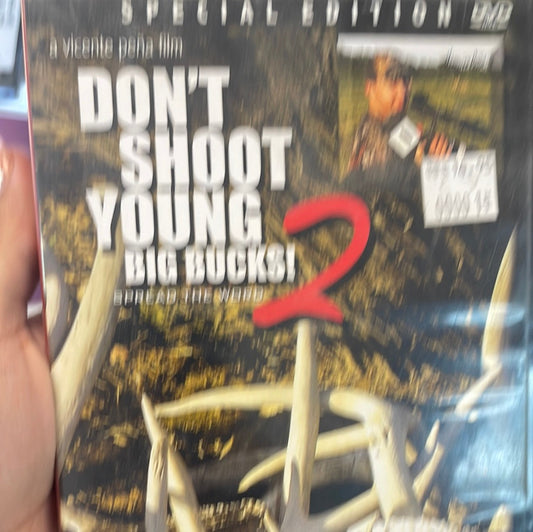 SPECIAL EDITION DVD
a vicente peña film
DON'T
SHOOT
YOUNG
BIG BUCKS!
2
SPREAD THE WORD